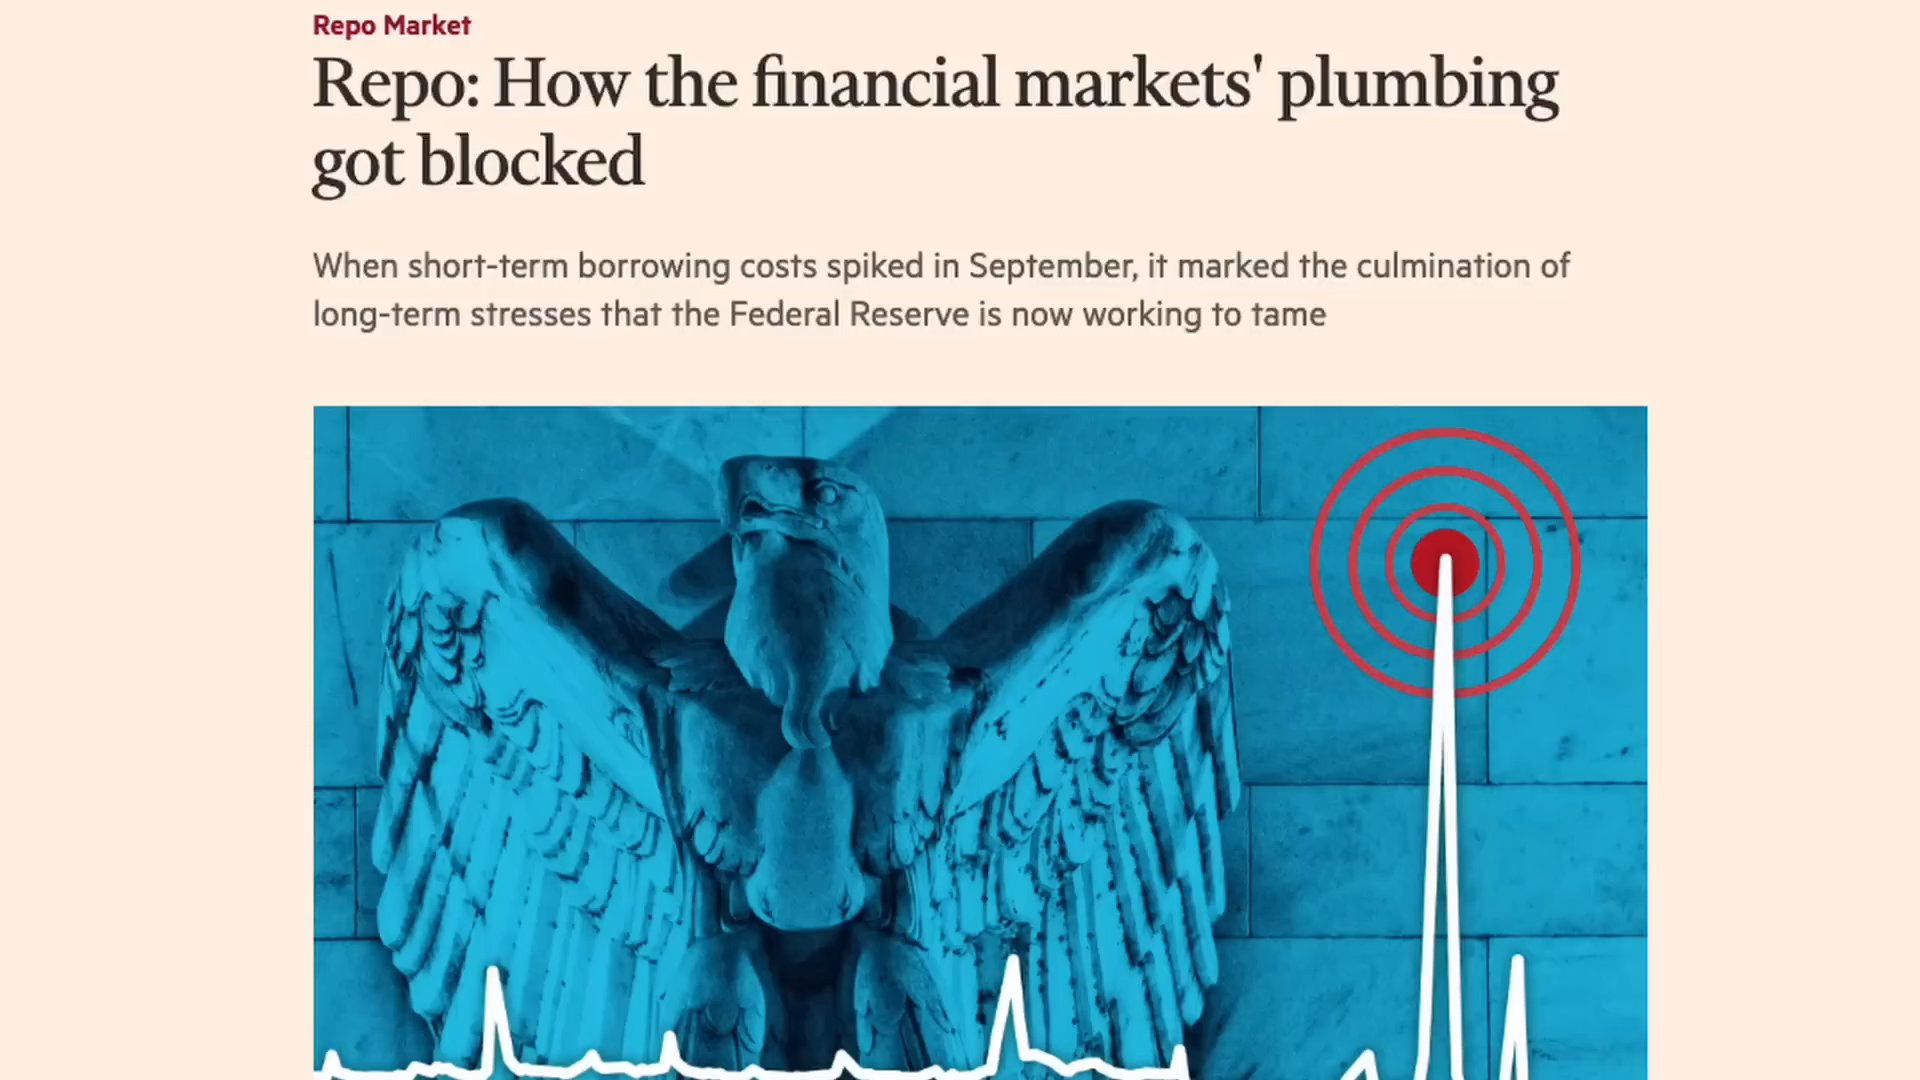 Repo Market
Repo: How the financial markets' plumbing
got blocked
When short-term borrowing costs spiked in September, it marked the culmination of
long-term stresses that the Federal Reserve is now working to tame